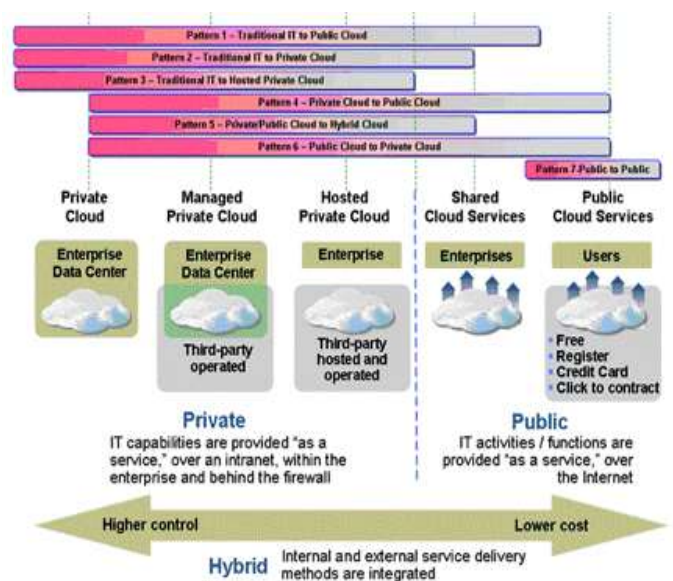 Pattern 1 – Traditional IT to Public Cloud
Pattern 2 – Traditional IT to Private Cloud
Pattern 3 – Traditional IT to Hosted Private Cloud
Pattern 4 – Private Cloud to Public Cloud
Pattern 5 – Private/Public Cloud to Hybrid Cloud
Pattern 6 – Public Cloud to Private Cloud
Pattern 7-Public to Public
Private
Cloud
Managed
Private Cloud
Hosted
Private Cloud
Shared
Cloud Services
Public
Cloud Services
Enterprise
Data Center
Enterprise
Data Center
Enterprise
Enterprises
Users
Third-party
operated
Third-party
hosted and
operated
• Free
• Register
• Credit Card
• Click to contract
Private
IT capabilities are provided “as a
service,” over an intranet, within the
enterprise and behind the firewall
Public
IT activities / functions are
provided “as a service,” over
the Internet
Higher control
Lower cost
Hybrid Internal and external service delivery
methods are integrated